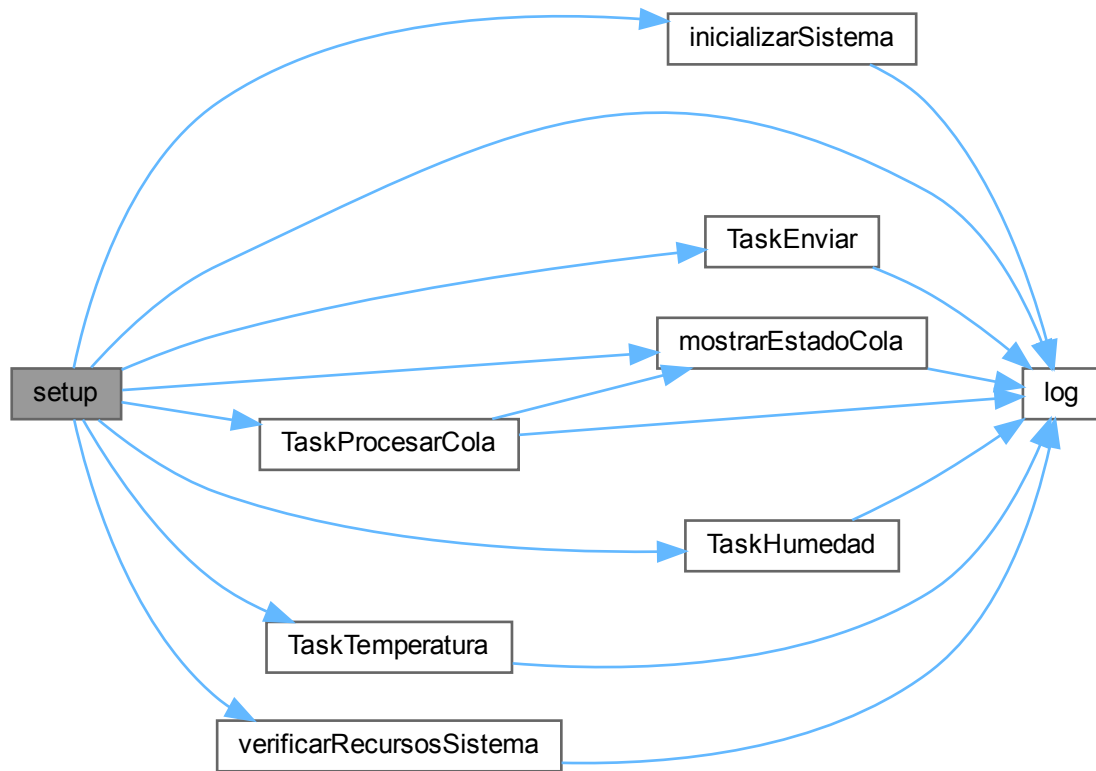 inicializarSistema
TaskEnviar
mostrarEstadoCola
setup
log
TaskProcesarCola
TaskHumedad
TaskTemperatura
verificarRecursosSistema